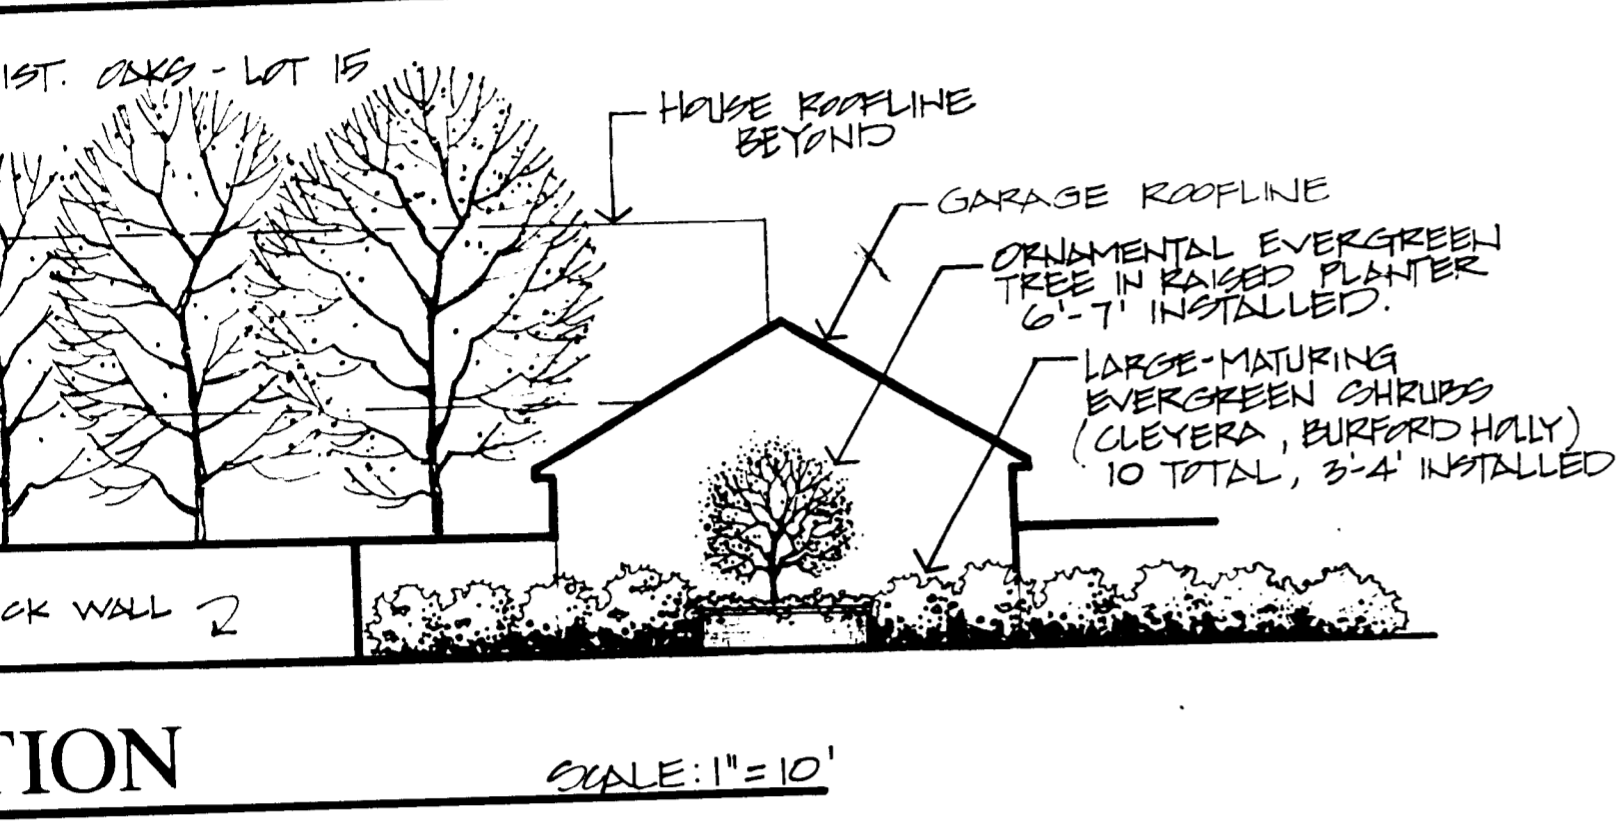 IST. OAKS - LOT 15
HOUSE ROOFLINE
BEYOND
GARAGE ROOFLINE
ORNAMENTAL EVERGREEN
TREE IN RAISED PLANTER
6'-7' INSTALLED.
LARGE-MATURING
EVERGREEN SHRUBS
(CLEYERA, BURFORD HOLLY)
10 TOTAL, 3'-4' INSTALLED
CK WALL
TION
SCALE: 1" = 10'